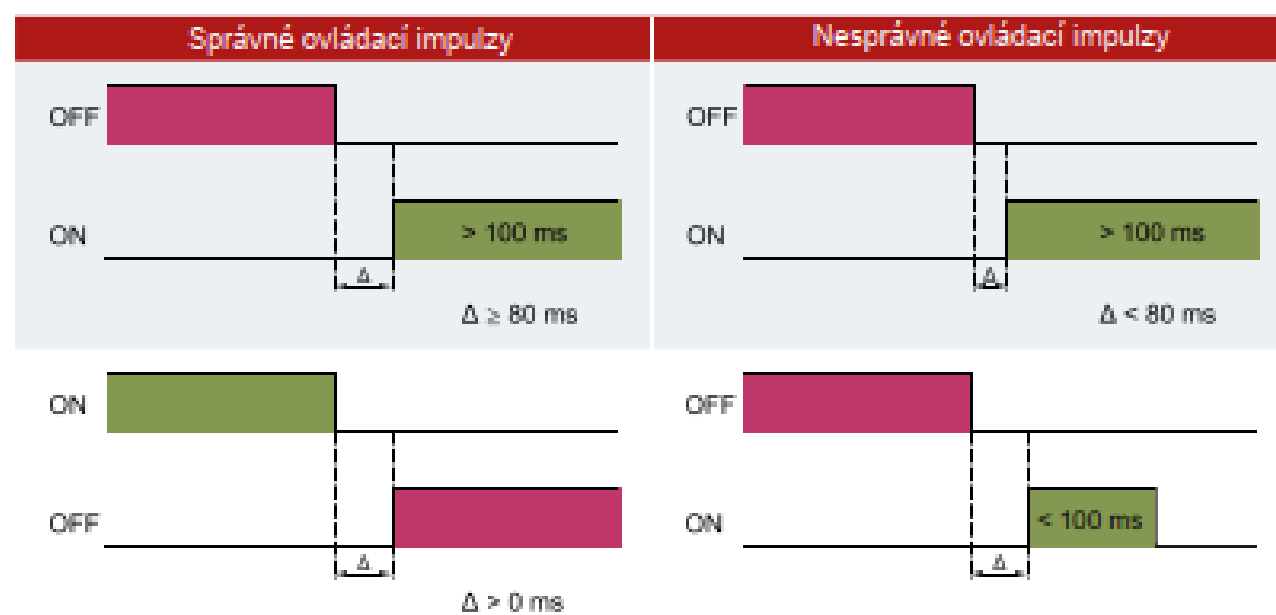 Správné ovládací impulzy
Nesprávné ovládací impulzy
OFF
ON
> 100 ms
Δ
Δ ≥ 80 ms
OFF
ON
> 100 ms
Δ
Δ < 80 ms
ON
OFF
Δ
Δ > 0 ms
OFF
ON
< 100 ms
Δ